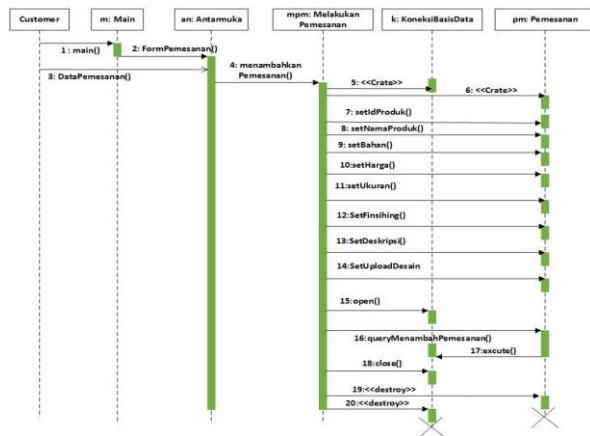 Customer
m: Main
an: Antarmuka
mpm: Melakukan
Pemesanan
k: KoneksiBasisData
pm: Pemesanan
1 : main()
2: FormPemesanan()
3: DataPemesanan()
4: menambahkan
Pemesanan()
5: <<Crate>>
6: <<Crate>>
7: setIdProduk()
8: setNamaProduk()
9: setBahan()
10:setHarga()
11:setUkuran()
12:SetFinsihing()
13:SetDeskripsi()
14:SetUploadDesain
15:open()
16:queryMenambahPemesanan()
17:excute()
18:close()
19:<<destroy>>
20:<<destroy>>